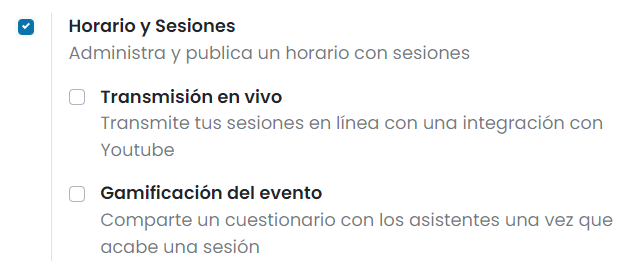 Horario y Sesiones
Administra y publica un horario con sesiones
Transmisión en vivo
Transmite tus sesiones en línea con una integración con
Youtube
Gamificación del evento
Comparte un cuestionario con los asistentes una vez que
acabe una sesión